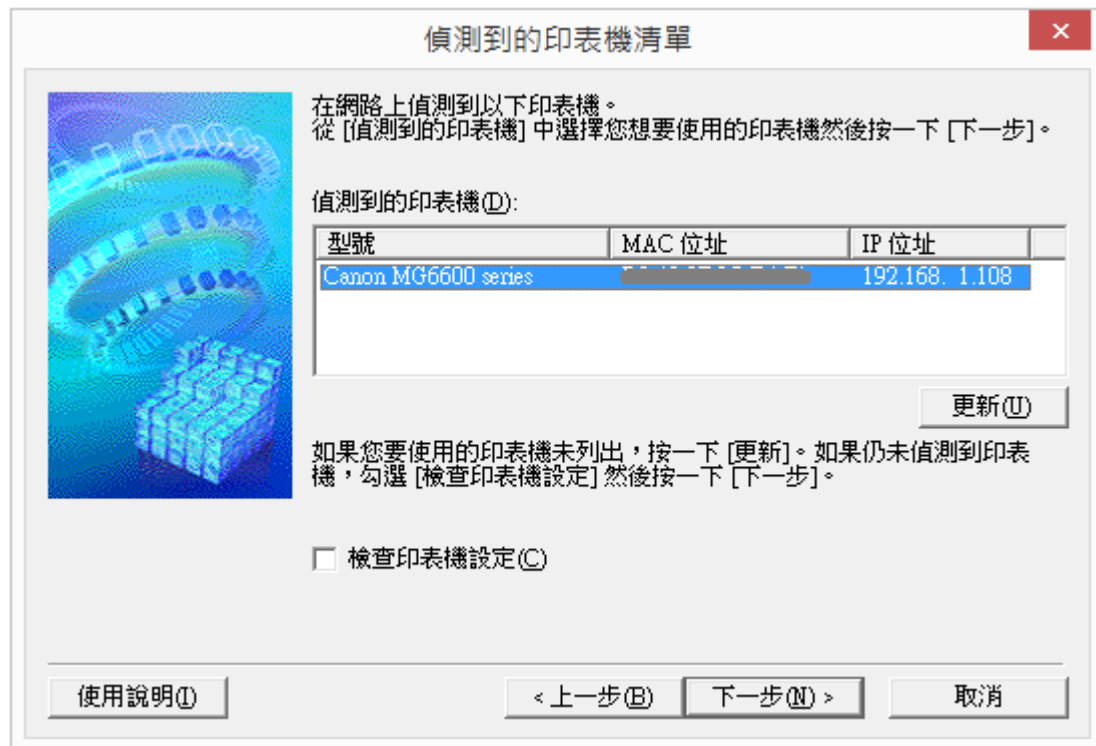 偵測到的印表機清單
在網路上偵測到以下印表機。
從 [偵測到的印表機] 中選擇您想要使用的印表機然後按一下 [下一步]。
偵測到的印表機(D):
型號 MAC 位址 IP 位址
Canon MG6600 series 192.168. 1.108
更新(U)
如果您要使用的印表機未列出，按一下 [更新]。如果仍未偵測到印表
機，勾選 [檢查印表機設定] 然後按一下 [下一步]。
檢查印表機設定(C)
使用說明(I) < 上一步(B) 下一步(N) > 取消